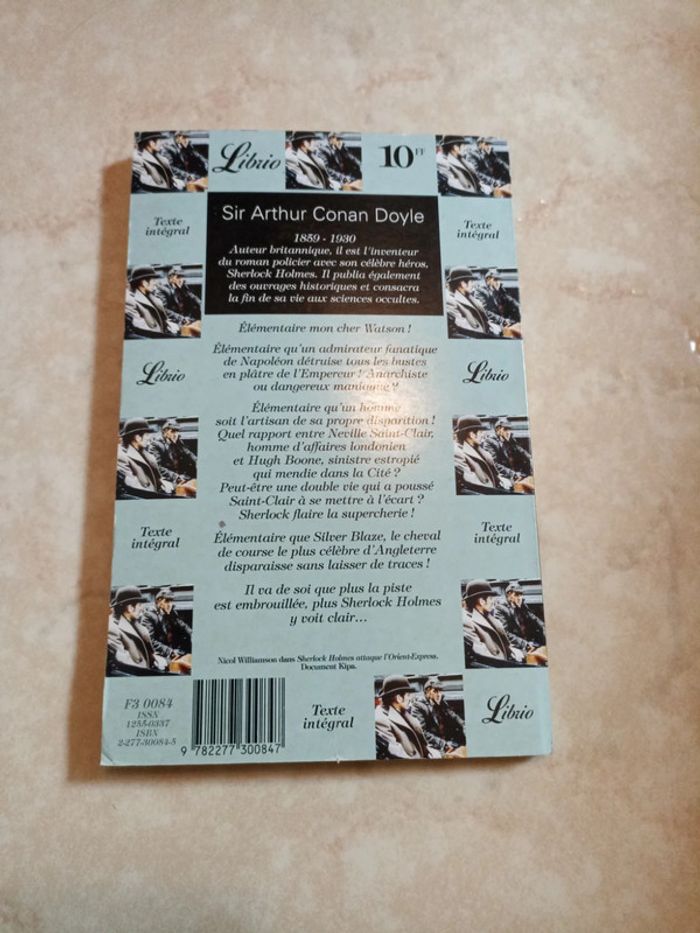 Librio
10FF
Sir Arthur Conan Doyle
Texte
intégral
Texte
intégral
1859 - 1930
Auteur britannique, il est l'inventeur
du roman policier avec son célèbre héros,
Sherlock Holmes. Il publia également
des ouvrages historiques et consacra
la fin de sa vie aux sciences occultes.
Élémentaire mon cher Watson !
Élémentaire qu'un admirateur fanatique
de Napoléon détruise tous les bustes
en plâtre de l'Empereur ! Anarchiste
ou dangereux maniaque ?
Librio
Librio
Élémentaire qu'un homme
soit l'artisan de sa propre disparition !
Quel rapport entre Neville Saint-Clair,
homme d'affaires londonien
et Hugh Boone, sinistre estropié
qui mendie dans la Cité ?
Peut-être une double vie qui a poussé
Saint-Clair à se mettre à l'écart ?
Sherlock flaire la supercherie !
Texte
intégral
Texte
intégral
Élémentaire que Silver Blaze, le cheval
de course le plus célèbre d'Angleterre
disparaisse sans laisser de traces !
Il va de soi que plus la piste
est embrouillée, plus Sherlock Holmes
y voit clair...
Nicol Williamson dans Sherlock Holmes attaque l'Orient-Express.
Document Kipa.
F3 0084
ISSN
1255-0337
ISBN
2-277-30084-5
9 782277 300847
Texte
intégral
Librio